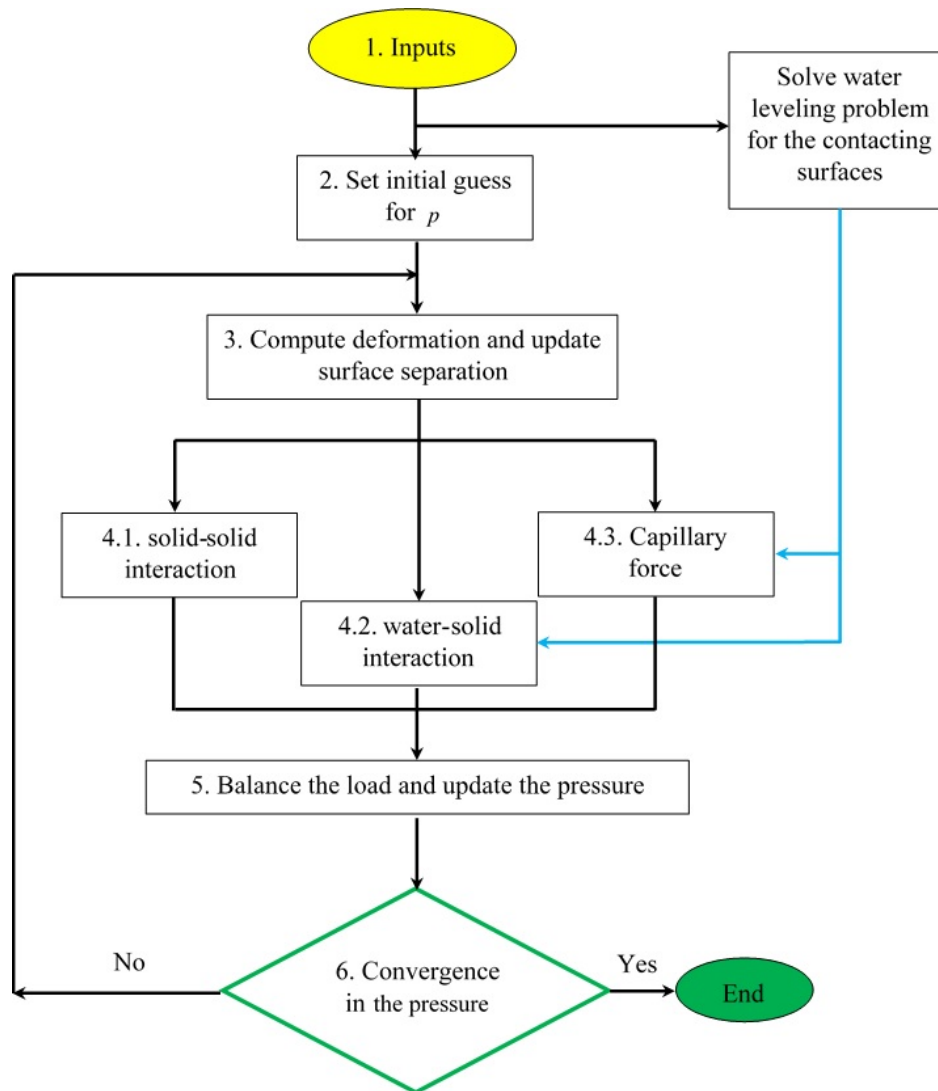 1. Inputs
Solve water
leveling problem
for the contacting
surfaces
2. Set initial guess
for p
3. Compute deformation and update
surface separation
4.1. solid-solid
interaction
4.3. Capillary
force
4.2. water-solid
interaction
5. Balance the load and update the pressure
No
6. Convergence
in the pressure
Yes
End